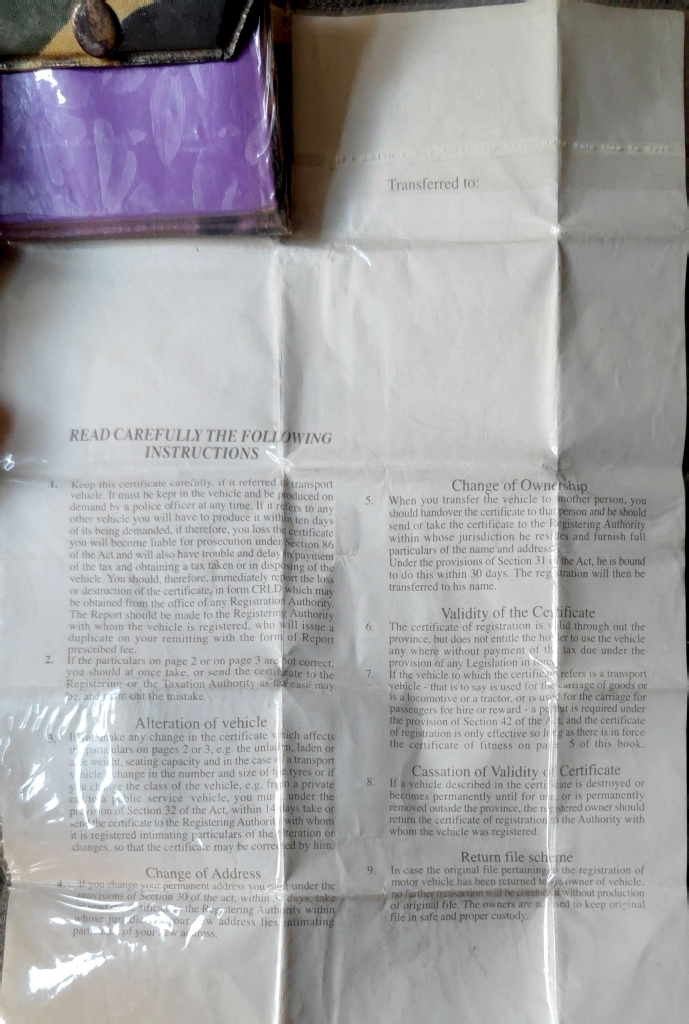 Transferred to:
READ CAREFULLY THE FOLLOWING
INSTRUCTIONS
1. Keep this certificate carefully, if it referred transport
vehicle. It must be kept in the vehicle and be produced on
demand by a police officer at any time. If it refers to any
other vehicle you will have to produce it within ten days
of its being demanded, if therefore, you loss the certificate
you will become liable for prosecution under Section 86
of the Act and will also have trouble and delay in payment
of the tax and obtaining a tax taken or in disposing of the
vehicle. You should, therefore, immediately report the loss
or destruction of the certificate, in form CRLD which may
be obtained from the office of any Registration Authority.
The Report should be made to the Registering Authority
with whom the vehicle is registered, who will issue a
duplicate on your remitting with the form of Report
prescribed fee.
2. If the particulars on page 2 or on page 3 are not correct,
you should at once take, or send the certificate to the
Registering or the Taxation Authority as the case may
be, and point out the mistake.
Alteration of vehicle
3. If you make any change in the certificate which affects
the particulars on pages 2 or 3, e.g. the unladen, laden or
axle weight, seating capacity and in the case of a transport
vehicle change in the number and size of the tyres or if
you change the class of the vehicle, e.g. from a private
car to a public service vehicle, you must under the
provision of Section 32 of the Act, within 14 days take or
send the certificate to the Registering Authority with whom
it is registered intimating particulars of the alteration or
changes, so that the certificate may be corrected by him.
Change of Address
4. If you change your permanent address you must under the
provisions of Section 30 of the act, within days, take
your certificate the Registering Authority within
whose your new address lies intimating
of your new address.
Change of Ownership
5. When you transfer the vehicle to another person, you
should handover the certificate to that person and he should
send or take the certificate to the Registering Authority
within whose jurisdiction he resides and furnish full
particulars of the name and address.
Under the provisions of Section 31 of the Act, he is bound
to do this within 30 days. The registration will then be
transferred to his name.
Validity of the Certificate
6. The certificate of registration is valid through out the
province, but does not entitle the holder to use the vehicle
any where without payment of the tax due under the
provision of any Legislation in force.
7. If the vehicle to which the certificate refers is a transport
vehicle - that is to say is used for the carriage of goods or
is a locomotive or a tractor, or is used for the carriage for
passengers for hire or reward - a permit is required under
the provision of Section 42 of the Act, and the certificate
of registration is only effective so long as there is in force
the certificate of fitness on page 5 of this book.
Cassation of Validity of Certificate
8. If a vehicle described in the certificate is destroyed or
becomes permanently until for use, or is permanently
removed outside the province, the registered owner should
return the certificate of registration to the Authority with
whom the vehicle was registered.
Return file scheme
9. In case the original file pertaining to the registration of
motor vehicle has been returned to owner of vehicle,
no further transaction will be conducted without production
of original file. The owners are advised to keep original
file in safe and proper custody.